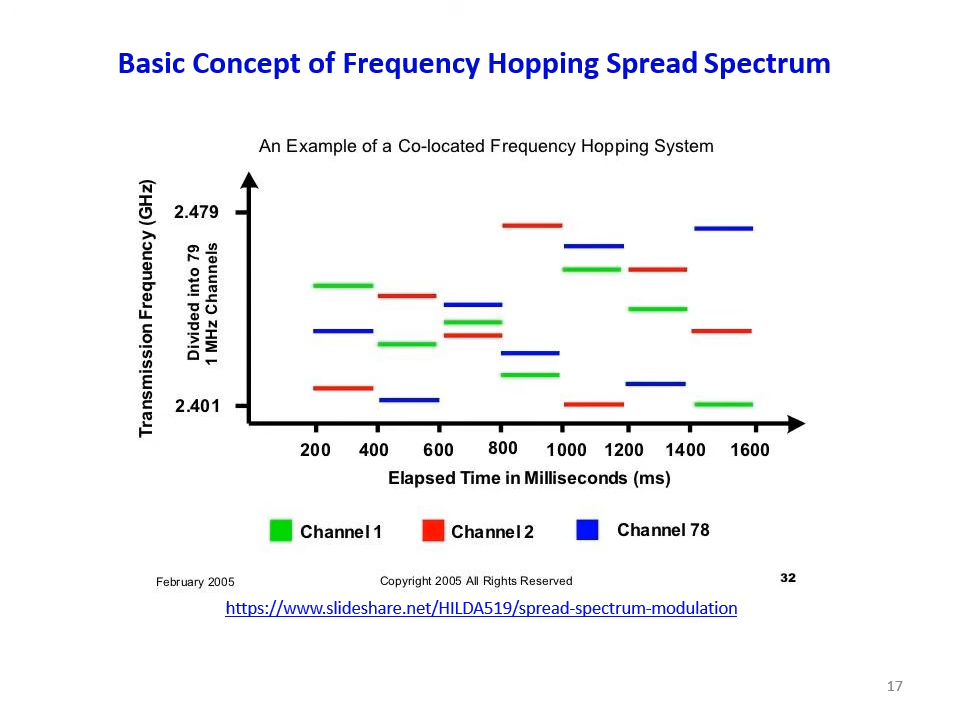 Basic Concept of Frequency Hopping Spread Spectrum
An Example of a Co-located Frequency Hopping System
Transmission Frequency (GHz)
Divided into 79
1 MHz Channels
2.479
2.401
200 400 600 800 1000 1200 1400 1600
Elapsed Time in Milliseconds (ms)
Channel 1 Channel 2 Channel 78
February 2005 Copyright 2005 All Rights Reserved 32
https://www.slideshare.net/HILDA519/spread-spectrum-modulation
17